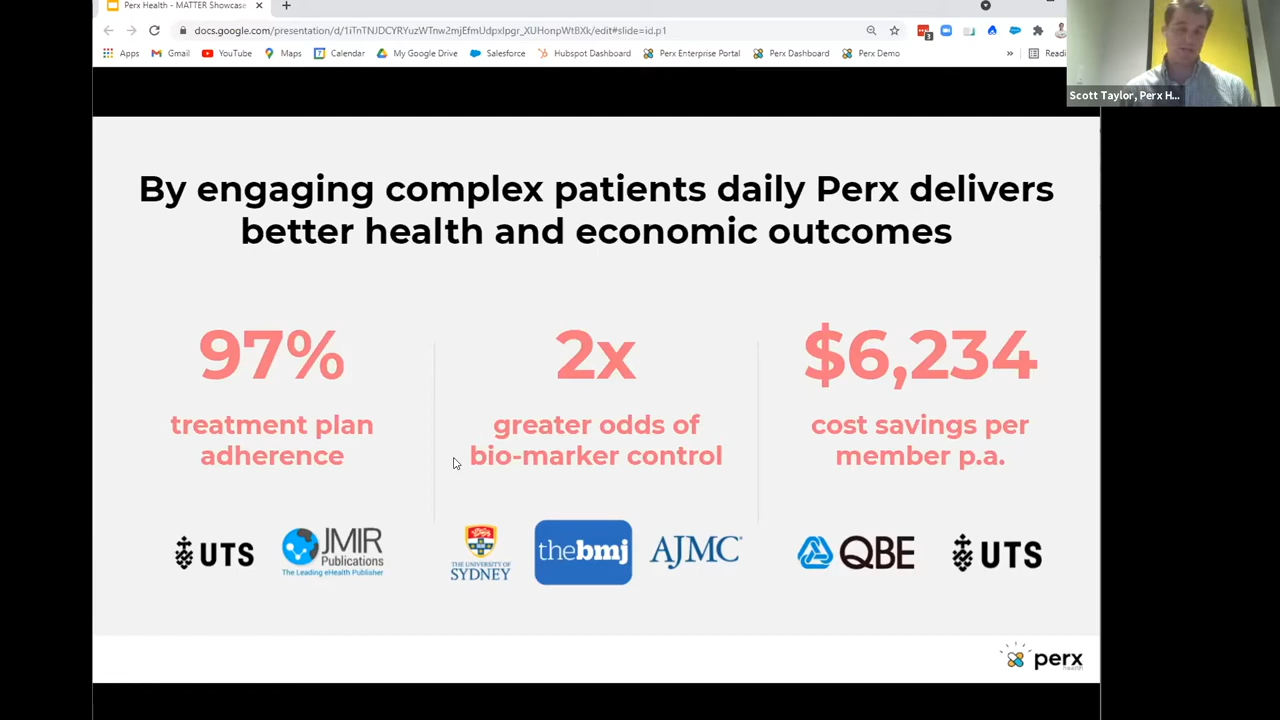 Perx Health - MATTER Showcase
docs.google.com/presentation/d/1iTnTNJDCYRYuzWTnw2mjEfmUdpxlpgr_XUHonpWtBXk/edit#slide=id.p1
3
Apps
Gmail
YouTube
Maps
Calendar
My Google Drive
Salesforce
Hubspot Dashboard
Perx Enterprise Portal
Perx Dashboard
Perx Demo
»
Scott Taylor, Perx H...
By engaging complex patients daily Perx delivers
better health and economic outcomes
97%
treatment plan
adherence
2x
greater odds of
bio-marker control
$6,234
cost savings per
member p.a.
UTS
JMIR
Publications
The Leading eHealth Publisher
THE UNIVERSITY OF
SYDNEY
thebmj
AJMC
QBE
UTS
perx
health